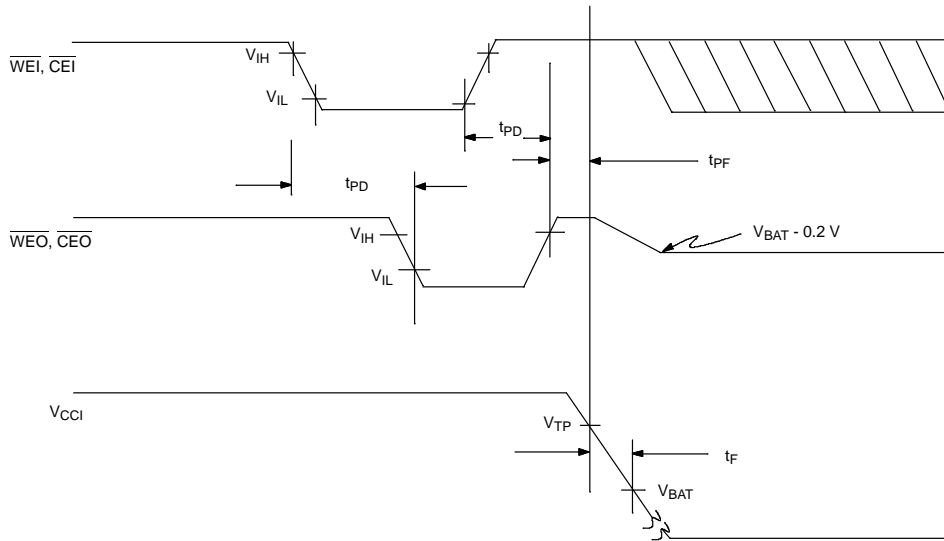 WEI, CEI
VIH
VIL
tPD
tPF
tPD
WEO, CEO
VIH
VIL
VBAT - 0.2 V
VCCI
VTP
tF
VBAT